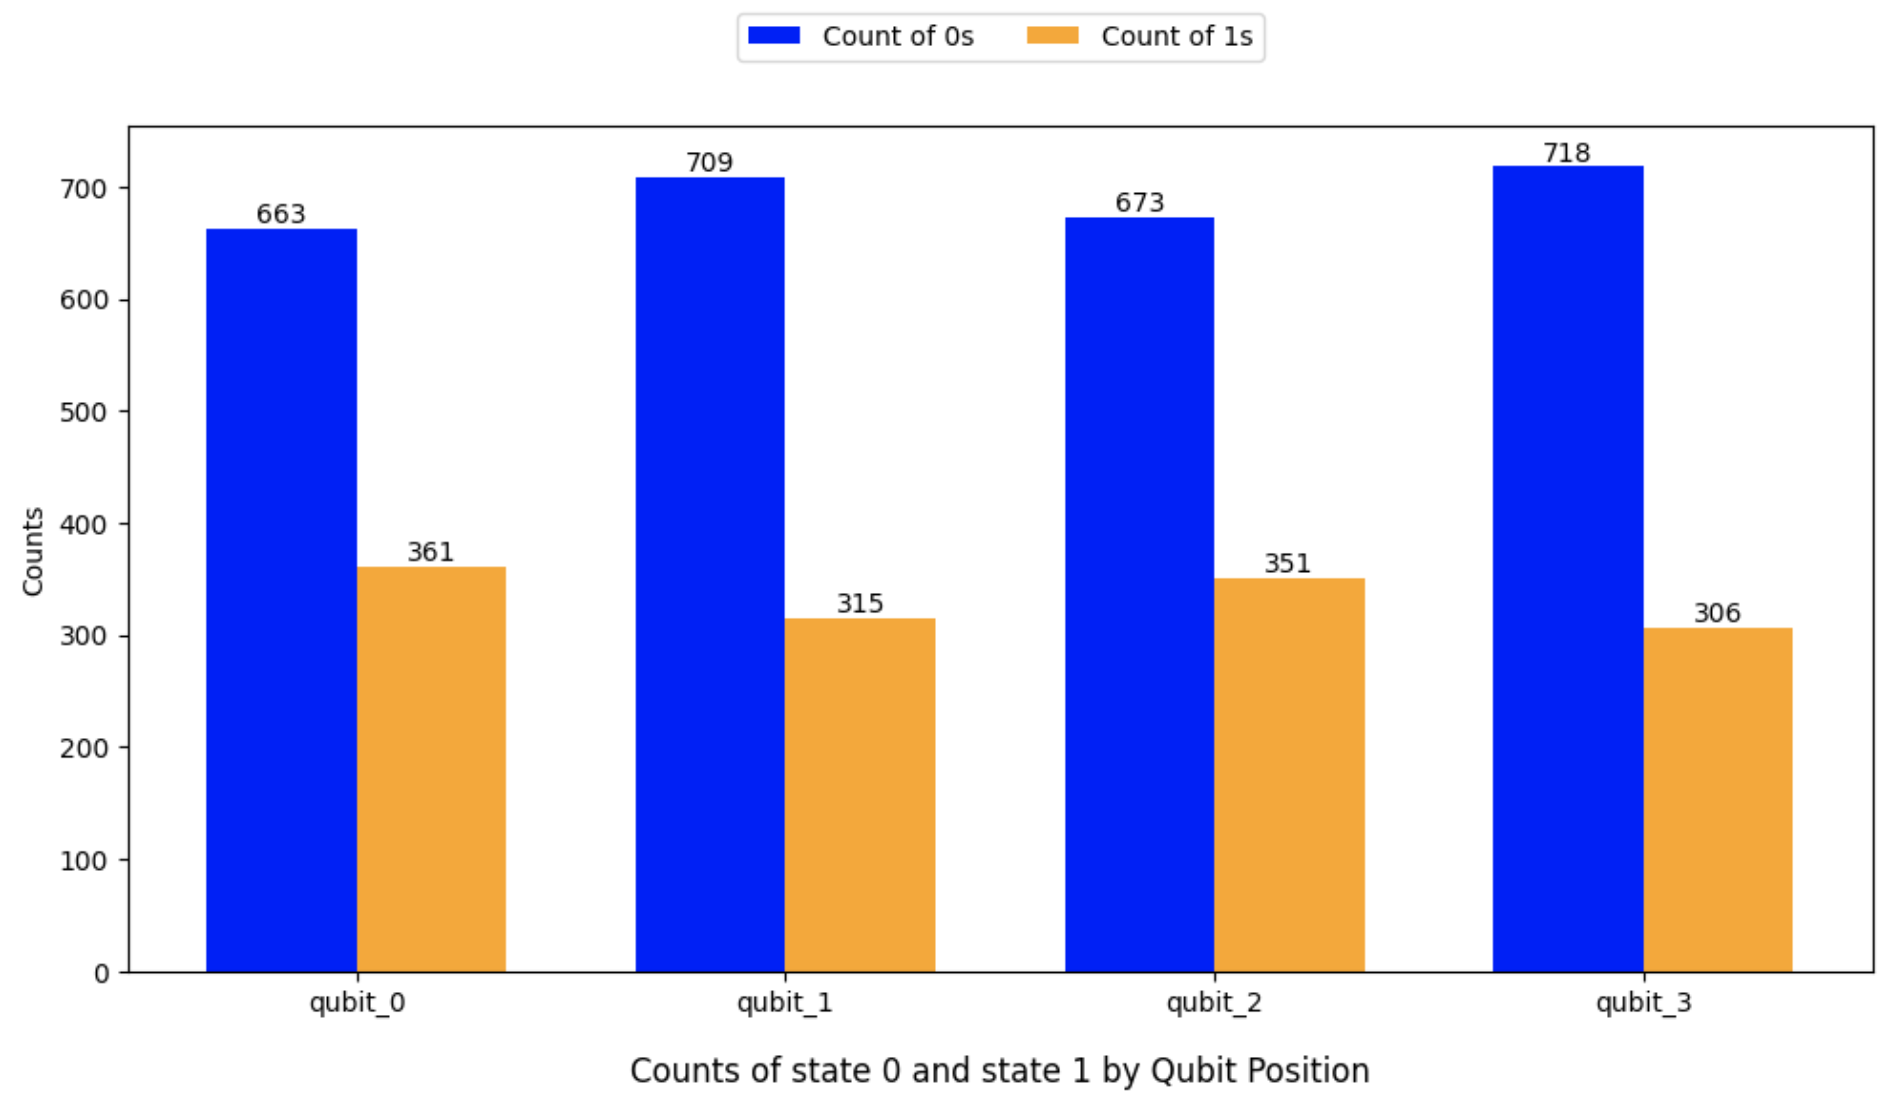 Count of 0s Count of 1s
709 718
663 673
700
600
500
400
300
200
100
0
361 315 351 306
Counts
qubit_0 qubit_1 qubit_2 qubit_3
Counts of state 0 and state 1 by Qubit Position